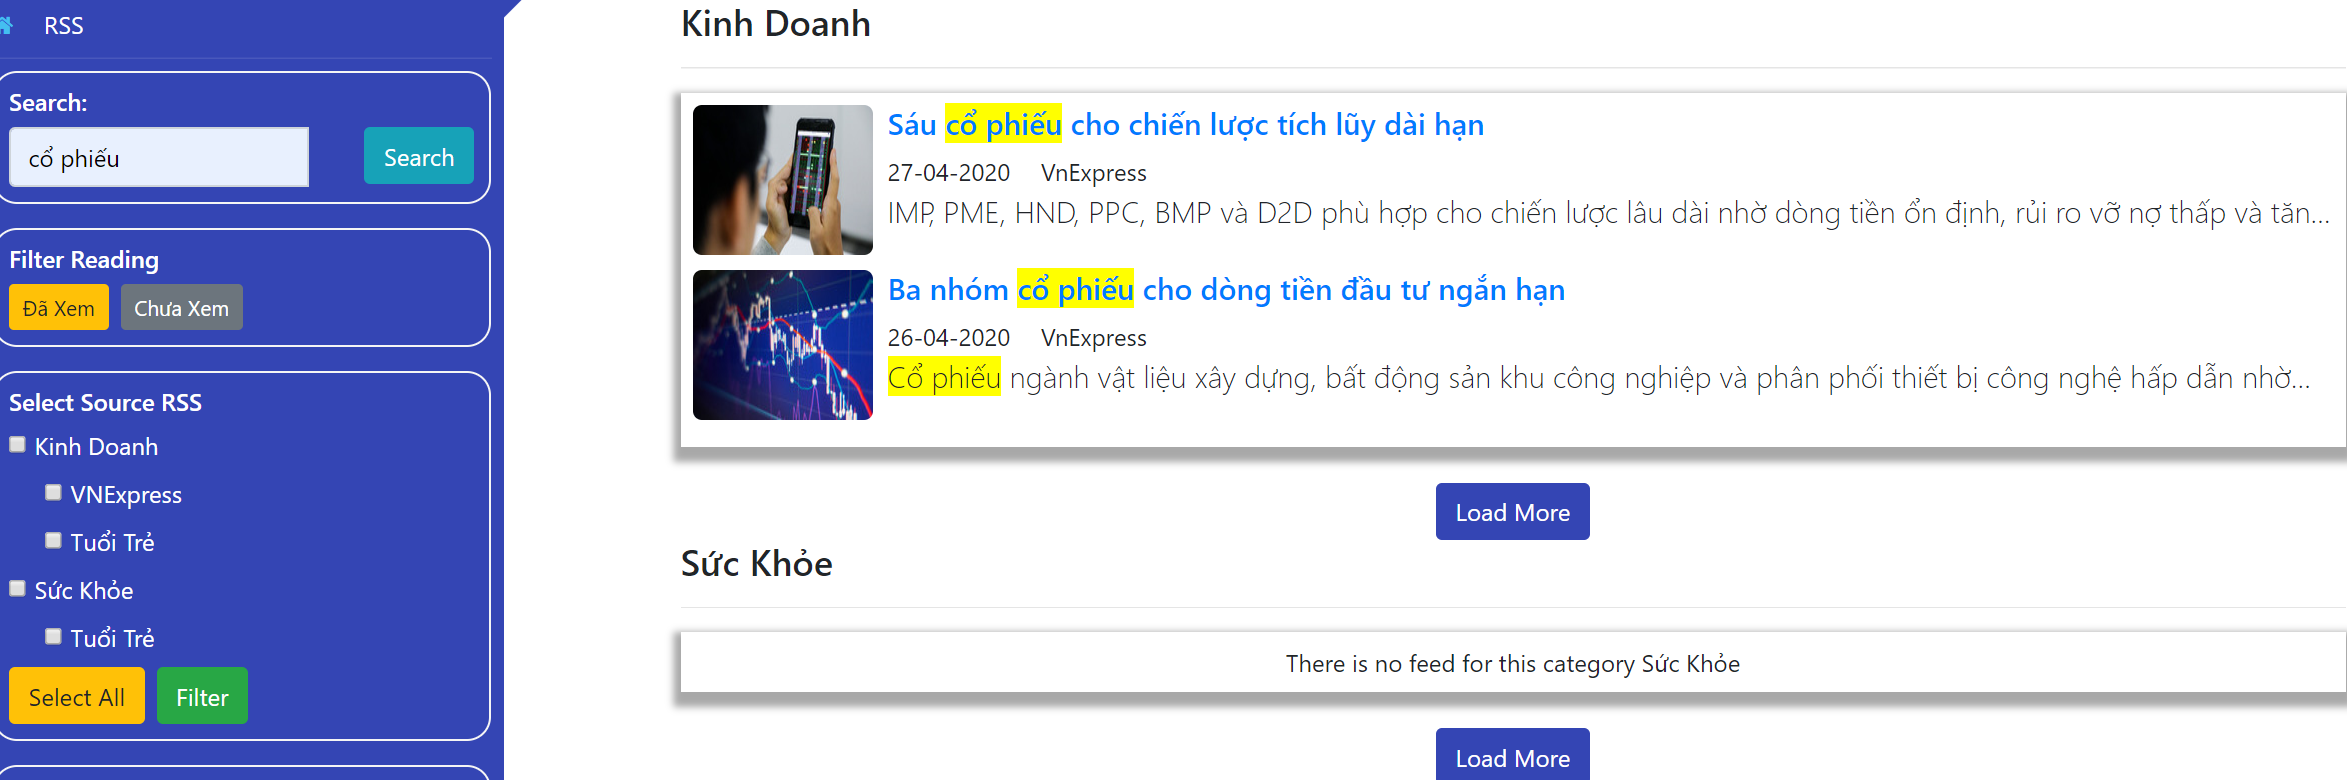 RSS
Search:
cổ phiếu
Search
Filter Reading
Đã Xem
Chưa Xem
Select Source RSS
Kinh Doanh
VNExpress
Tuổi Trẻ
Sức Khỏe
Tuổi Trẻ
Select All
Filter
Kinh Doanh
Sáu cổ phiếu cho chiến lược tích lũy dài hạn
27-04-2020 VnExpress
IMP, PME, HND, PPC, BMP và D2D phù hợp cho chiến lược lâu dài nhờ dòng tiền ổn định, rủi ro vỡ nợ thấp và tăn...
Ba nhóm cổ phiếu cho dòng tiền đầu tư ngắn hạn
26-04-2020 VnExpress
Cổ phiếu ngành vật liệu xây dựng, bất động sản khu công nghiệp và phân phối thiết bị công nghệ hấp dẫn nhờ...
Load More
Sức Khỏe
There is no feed for this category Sức Khỏe
Load More